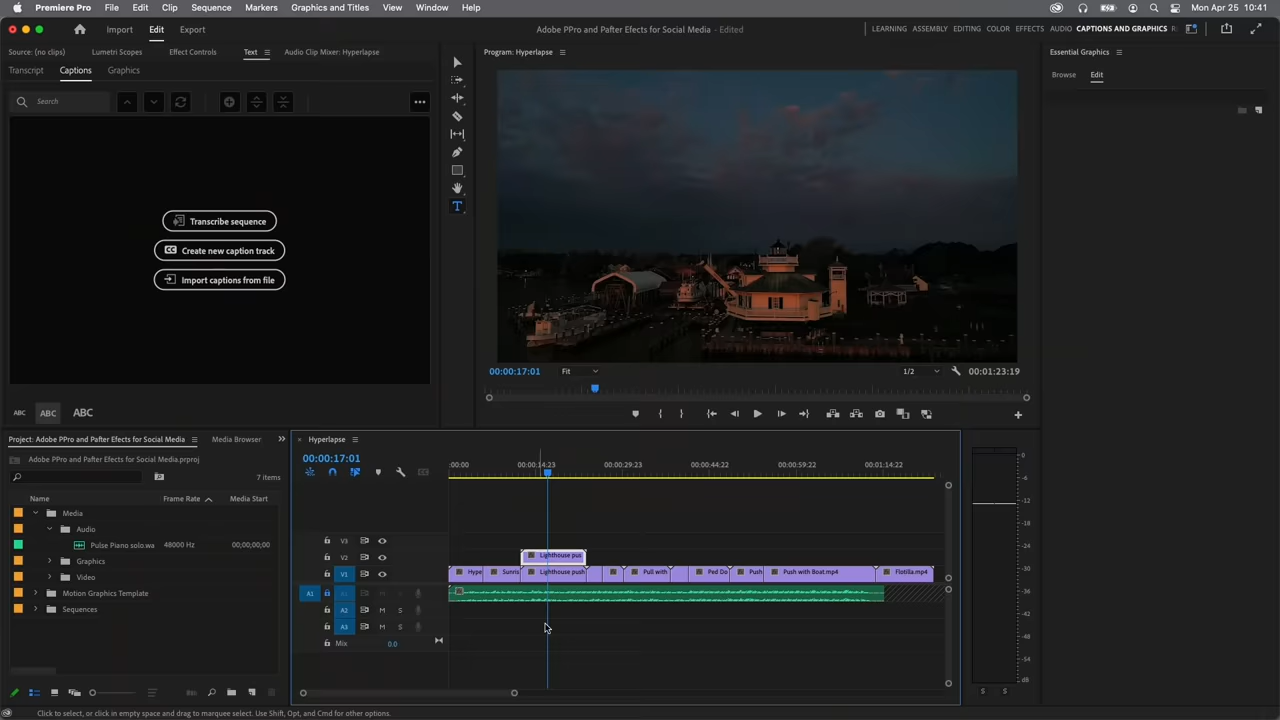 Premiere Pro File Edit Clip Sequence Markers Graphics and Titles View Window Help Mon Apr 25 10:41
Import Edit Export Adobe PPro and Pafter Efects for Social Media - Edited LEARNING ASSEMBLY EDITING COLOR EFFECTS AUDIO CAPTIONS AND GRAPHICS
Source: (no clips) Lumetri Scopes Effect Controls Text Audio Clip Mixer: Hyperlapse Program: Hyperlapse Essential Graphics
Transcript Captions Graphics Browse Edit
Search
Transcribe sequence
CC Create new caption track
Import captions from file
00:00:17:01 Fit 1/2 00:01:23:19
ABC ABC ABC
Project: Adobe PPro and Pafter Efects for Social Media Media Browser Hyperlapse
Adobe PPro and Pafter Efects for Social Media.prproj 00:00:17:01
7 items :00:00 00:00:14:23 00:00:29:23 00:00:44:22 00:00:59:22 00:01:14:22
Name Frame Rate Media Start
Media
Audio
Pulse Piano solo.wa 48000 Hz 00;00;00;00
Graphics
Video
Motion Graphics Template
Sequences
V3
V2 Lighthouse pus
V1 Hype Sunris Lighthouse push Pull with Ped Do Push Push with Boat.mp4 Flotilla.mp4
A1 A1 M S
A2 M S
A3 M S
Mix 0.0
0
-6
-12
-18
-24
-30
-36
-42
-48
-54
dB
S S
Click to select, or click in empty space and drag to marquee select. Use Shift, Opt, and Cmd for other options.